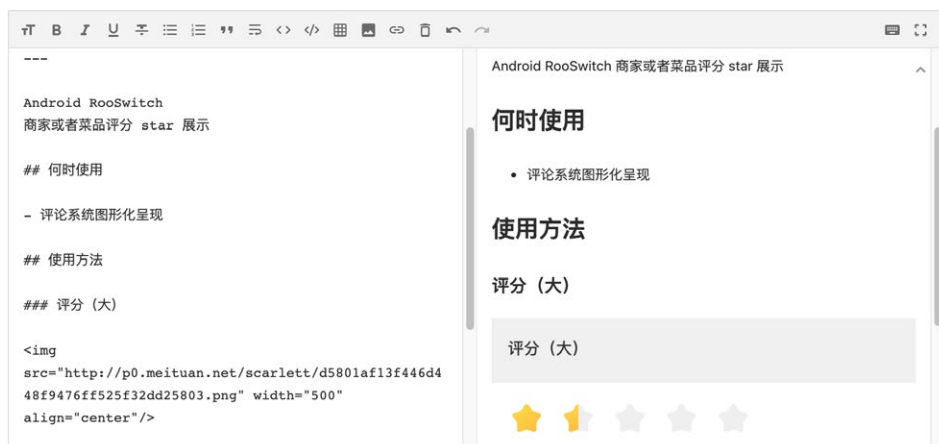 ---
Android RooSwitch
商家或者菜品评分 star 展示
## 何时使用
- 评论系统图形化呈现
## 使用方法
### 评分（大）
<img
src="http://p0.meituan.net/scarlett/d5801af13f446d4
48f9476ff525f32dd25803.png" width="500"
align="center"/>
Android RooSwitch 商家或者菜品评分 star 展示
何时使用
• 评论系统图形化呈现
使用方法
评分（大）
评分（大）